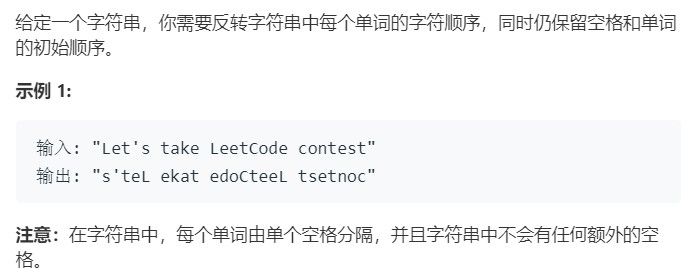 给定一个字符串，你需要反转字符串中每个单词的字符顺序，同时仍保留空格和单词
的初始顺序。
示例 1:
输入: "Let's take LeetCode contest"
输出: "s'teL ekat edoCteeL tsetnoc"
注意：在字符串中，每个单词由单个空格分隔，并且字符串中不会有任何额外的空
格。